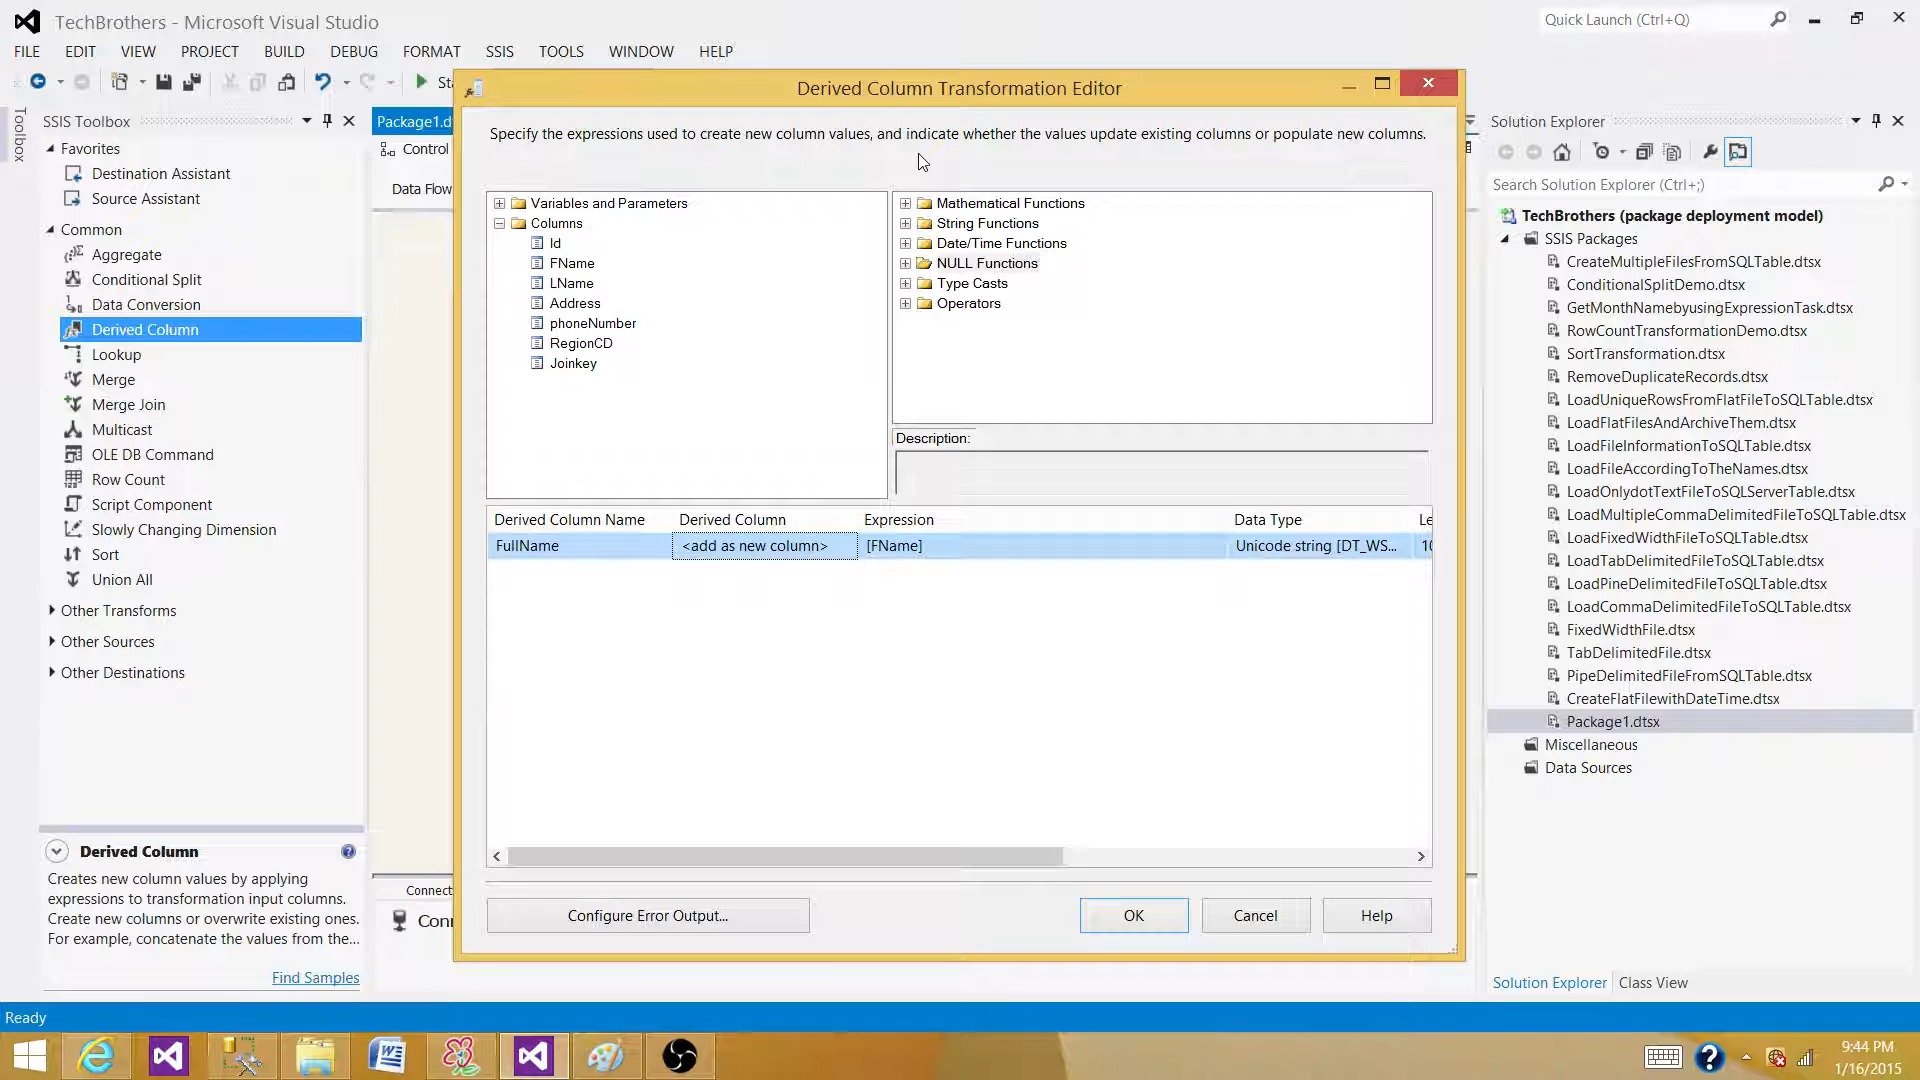 TechBrothers - Microsoft Visual Studio
Quick Launch (Ctrl+Q)
FILE EDIT VIEW PROJECT BUILD DEBUG FORMAT SSIS TOOLS WINDOW HELP
Toolbox
SSIS Toolbox
Favorites
Destination Assistant
Source Assistant
Common
Aggregate
Conditional Split
Data Conversion
Derived Column
Lookup
Merge
Merge Join
Multicast
OLE DB Command
Row Count
Script Component
Slowly Changing Dimension
Sort
Union All
Other Transforms
Other Sources
Other Destinations
Derived Column
Creates new column values by applying
expressions to transformation input columns.
Create new columns or overwrite existing ones.
For example, concatenate the values from the...
Find Samples
Package1.d
Control
Data Flow
Connect
Conn
Derived Column Transformation Editor
Specify the expressions used to create new column values, and indicate whether the values update existing columns or populate new columns.
Variables and Parameters
Columns
Id
FName
LName
Address
phoneNumber
RegionCD
Joinkey
Mathematical Functions
String Functions
Date/Time Functions
NULL Functions
Type Casts
Operators
Description:
Derived Column Name Derived Column Expression Data Type Le
FullName <add as new column> [FName] Unicode string [DT_WS... 10
Configure Error Output...
OK
Cancel
Help
Solution Explorer
Search Solution Explorer (Ctrl+;)
TechBrothers (package deployment model)
SSIS Packages
CreateMultipleFilesFromSQLTable.dtsx
ConditionalSplitDemo.dtsx
GetMonthNamebyusingExpressionTask.dtsx
RowCountTransformationDemo.dtsx
SortTransformation.dtsx
RemoveDuplicateRecords.dtsx
LoadUniqueRowsFromFlatFileToSQLTable.dtsx
LoadFlatFilesAndArchiveThem.dtsx
LoadFileInformationToSQLTable.dtsx
LoadFileAccordingToTheNames.dtsx
LoadOnlydotTextFileToSQLServerTable.dtsx
LoadMultipleCommaDelimitedFileToSQLTable.dtsx
LoadFixedWidthFileToSQLTable.dtsx
LoadTabDelimitedFileToSQLTable.dtsx
LoadPineDelimitedFileToSQLTable.dtsx
LoadCommaDelimitedFileToSQLTable.dtsx
FixedWidthFile.dtsx
TabDelimitedFile.dtsx
PipeDelimitedFileFromSQLTable.dtsx
CreateFlatFilewithDateTime.dtsx
Package1.dtsx
Miscellaneous
Data Sources
Solution Explorer Class View
Ready
9:44 PM
1/16/2015